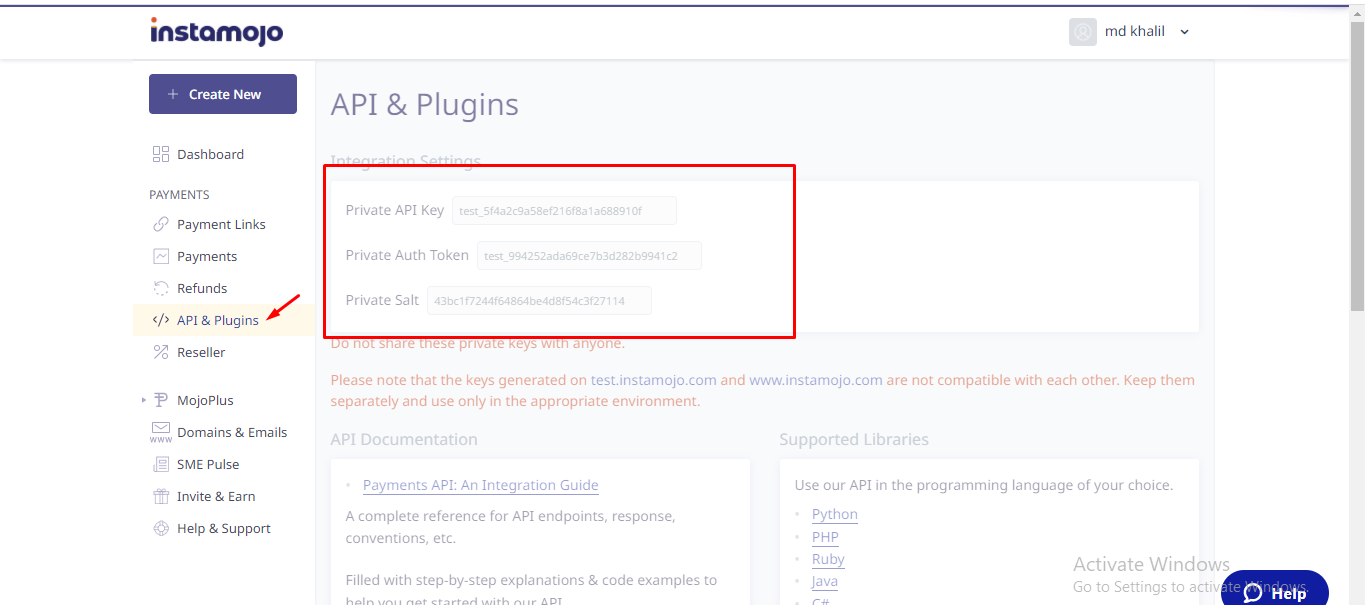 instamojo
md khalil
+ Create New
API & Plugins
Dashboard
Integration Settings
PAYMENTS
Private API Key test_5f4a2c9a58ef216f8a1a688910f
Payment Links
Private Auth Token test_994252ada69ce7b3d282b9941c2
Payments
Refunds
Private Salt 43bc1f7244f64864be4d8f54c3f27114
API & Plugins
Do not share these private keys with anyone.
Reseller
Please note that the keys generated on test.instamojo.com and www.instamojo.com are not compatible with each other. Keep them
separately and use only in the appropriate environment.
MojoPlus
www Domains & Emails
API Documentation
Supported Libraries
SME Pulse
Payments API: An Integration Guide
Use our API in the programming language of your choice.
Invite & Earn
A complete reference for API endpoints, response,
conventions, etc.
Python
Help & Support
PHP
Ruby
Filled with step-by-step explanations & code examples to
help you get started with our API.
Java
C#
Activate Windows
Go to Settings to activate Windows.
Help